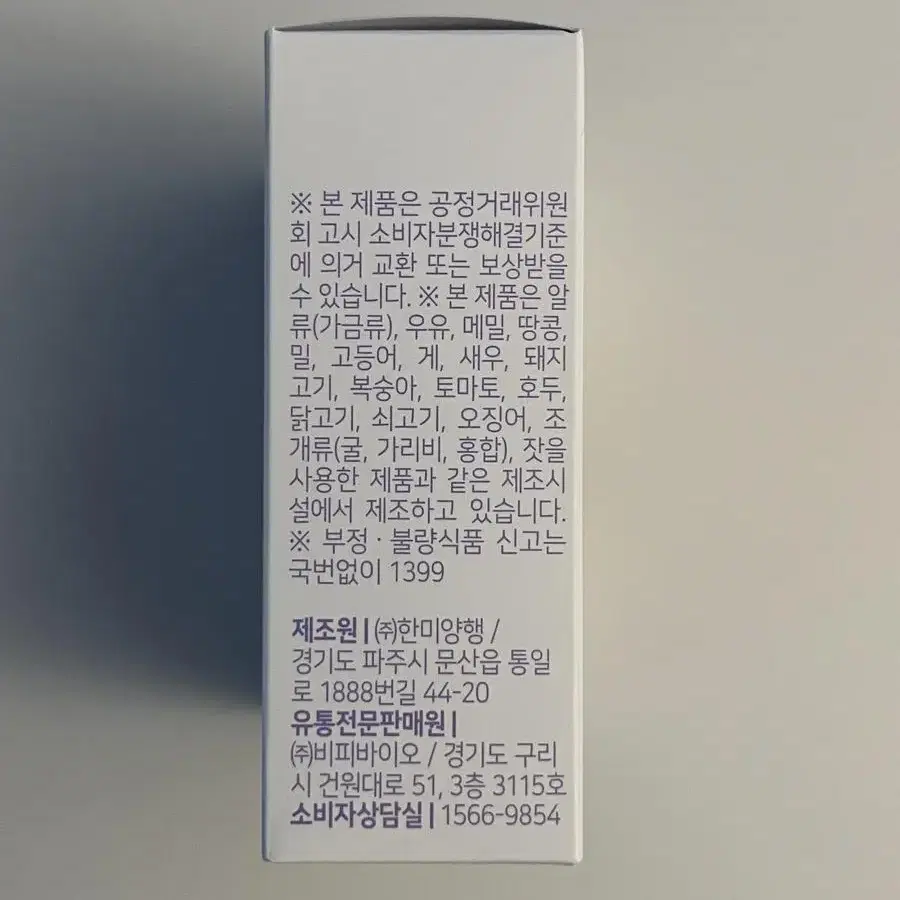 ※ 본 제품은 공정거래위원
회 고시 소비자분쟁해결기준
에 의거 교환 또는 보상받을
수 있습니다. ※ 본 제품은 알
류(가금류), 우유, 메밀, 땅콩,
밀, 고등어, 게, 새우, 돼지
고기, 복숭아, 토마토, 호두,
닭고기, 쇠고기, 오징어, 조
개류(굴, 가리비, 홍합), 잣을
사용한 제품과 같은 제조시
설에서 제조하고 있습니다.
※ 부정 · 불량식품 신고는
국번없이 1399
제조원 | ㈜한미양행 /
경기도 파주시 문산읍 통일
로 1888번길 44-20
유통전문판매원 |
㈜비피바이오 / 경기도 구리
시 건원대로 51, 3층 3115호
소비자상담실 | 1566-9854